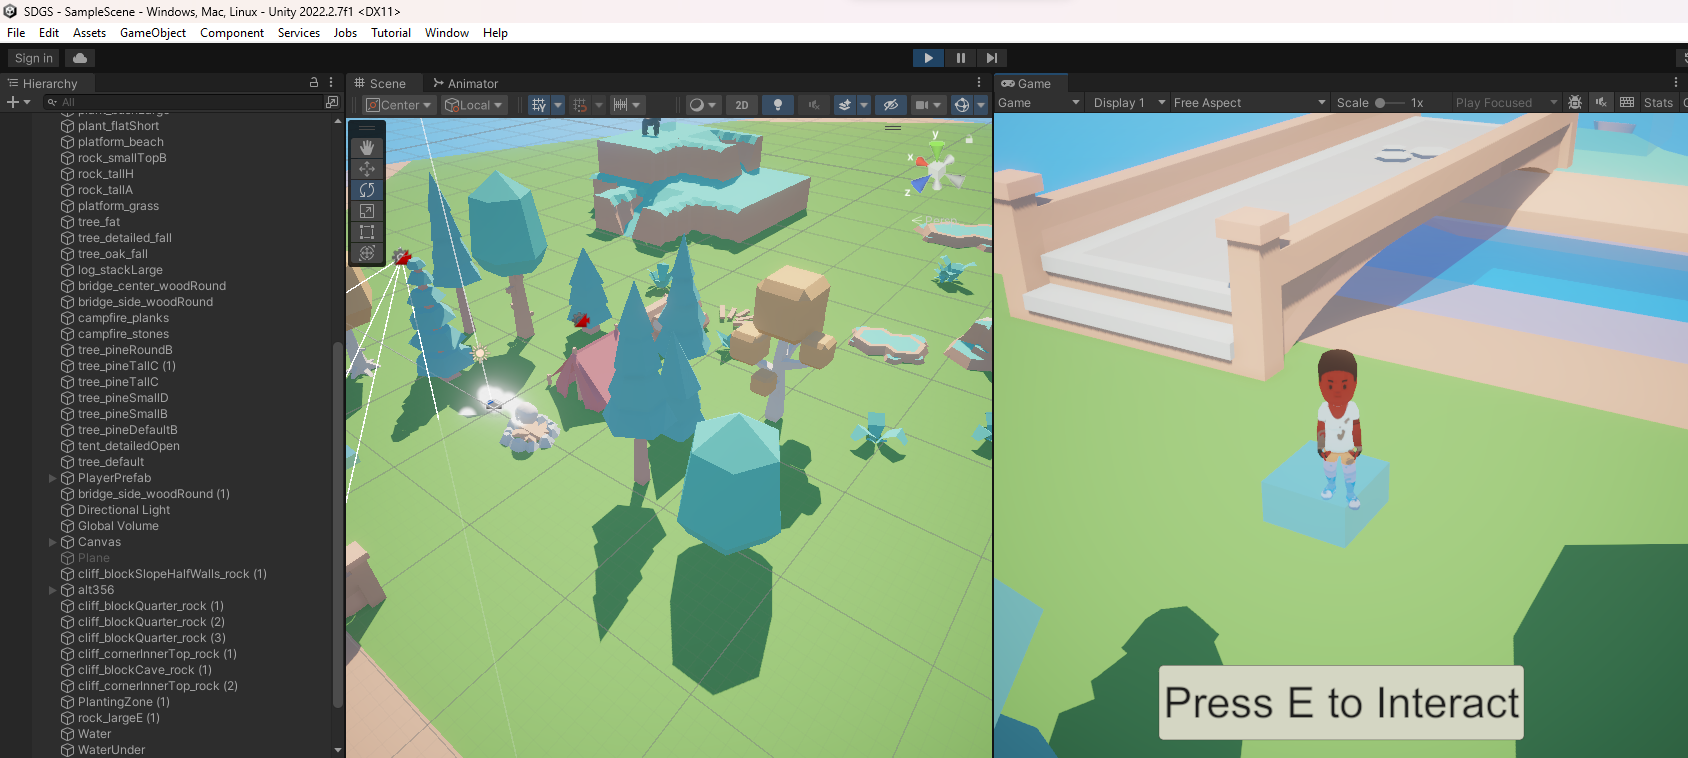 SDGS - SampleScene - Windows, Mac, Linux - Unity 2022.2.7f1 <DX11>
File Edit Assets GameObject Component Services Jobs Tutorial Window Help
Sign in
Hierarchy
All
plant_flatShort
platform_beach
rock_smallTopB
rock_tallH
rock_tallA
platform_grass
tree_fat
tree_detailed_fall
tree_oak_fall
log_stackLarge
bridge_center_woodRound
bridge_side_woodRound
campfire_planks
campfire_stones
tree_pineRoundB
tree_pineTallC (1)
tree_pineTallC
tree_pineSmallD
tree_pineSmallB
tree_pineDefaultB
tent_detailedOpen
tree_default
PlayerPrefab
bridge_side_woodRound (1)
Directional Light
Global Volume
Canvas
Plane
cliff_blockSlopeHalfWalls_rock (1)
alt356
cliff_blockQuarter_rock (1)
cliff_blockQuarter_rock (2)
cliff_blockQuarter_rock (3)
cliff_cornerInnerTop_rock (1)
cliff_blockCave_rock (1)
cliff_cornerInnerTop_rock (2)
PlantingZone (1)
rock_largeE (1)
Water
WaterUnder
Scene Animator
Center Local 2D
y
x
z
Persp
Game
Game Display 1 Free Aspect Scale 1x Play Focused Stats
Press E to Interact